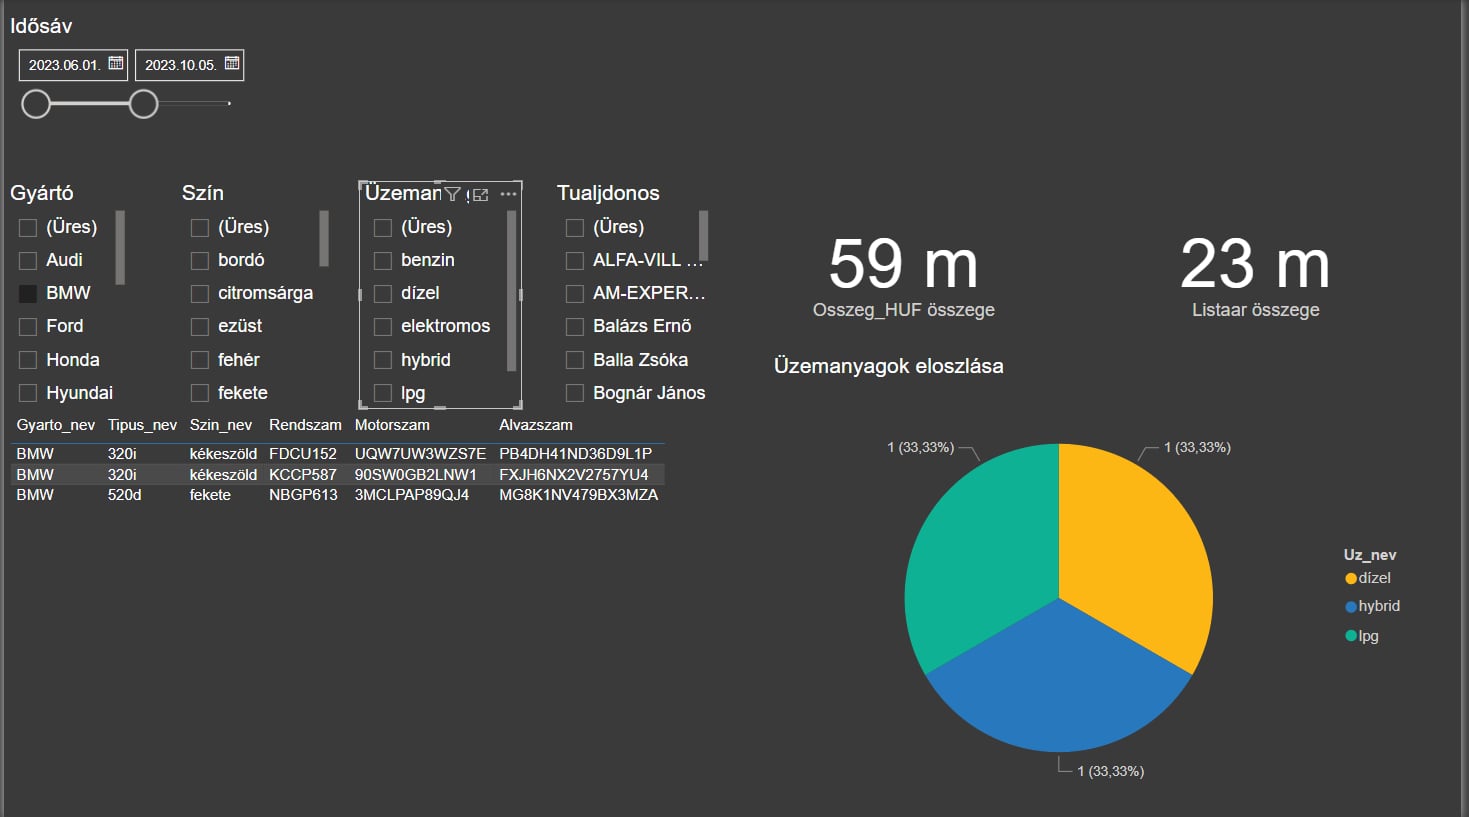 Idősáv
2023.06.01. 2023.10.05.
Gyártó
(Üres)
Audi
BMW
Ford
Honda
Hyundai
Szín
(Üres)
bordó
citromsárga
ezüst
fehér
fekete
Üzeman
(Üres)
benzin
dízel
elektromos
hybrid
lpg
Tualjdonos
(Üres)
ALFA-VILL ...
AM-EXPER...
Balázs Ernő
Balla Zsóka
Bognár János
59 m
Osszeg_HUF összege
23 m
Listaar összege
Gyarto_nev Tipus_nev Szin_nev Rendszam Motorszam Alvazszam
BMW 320i kékeszöld FDCU152 UQW7UW3WZS7E PB4DH41ND36D9L1P
BMW 320i kékeszöld KCCP587 90SW0GB2LNW1 FXJH6NX2V2757YU4
BMW 520d fekete NBGP613 3MCLPAP89QJ4 MG8K1NV479BX3MZA
Üzemanyagok eloszlása
1 (33,33%)
1 (33,33%)
1 (33,33%)
Uz_nev
dízel
hybrid
lpg